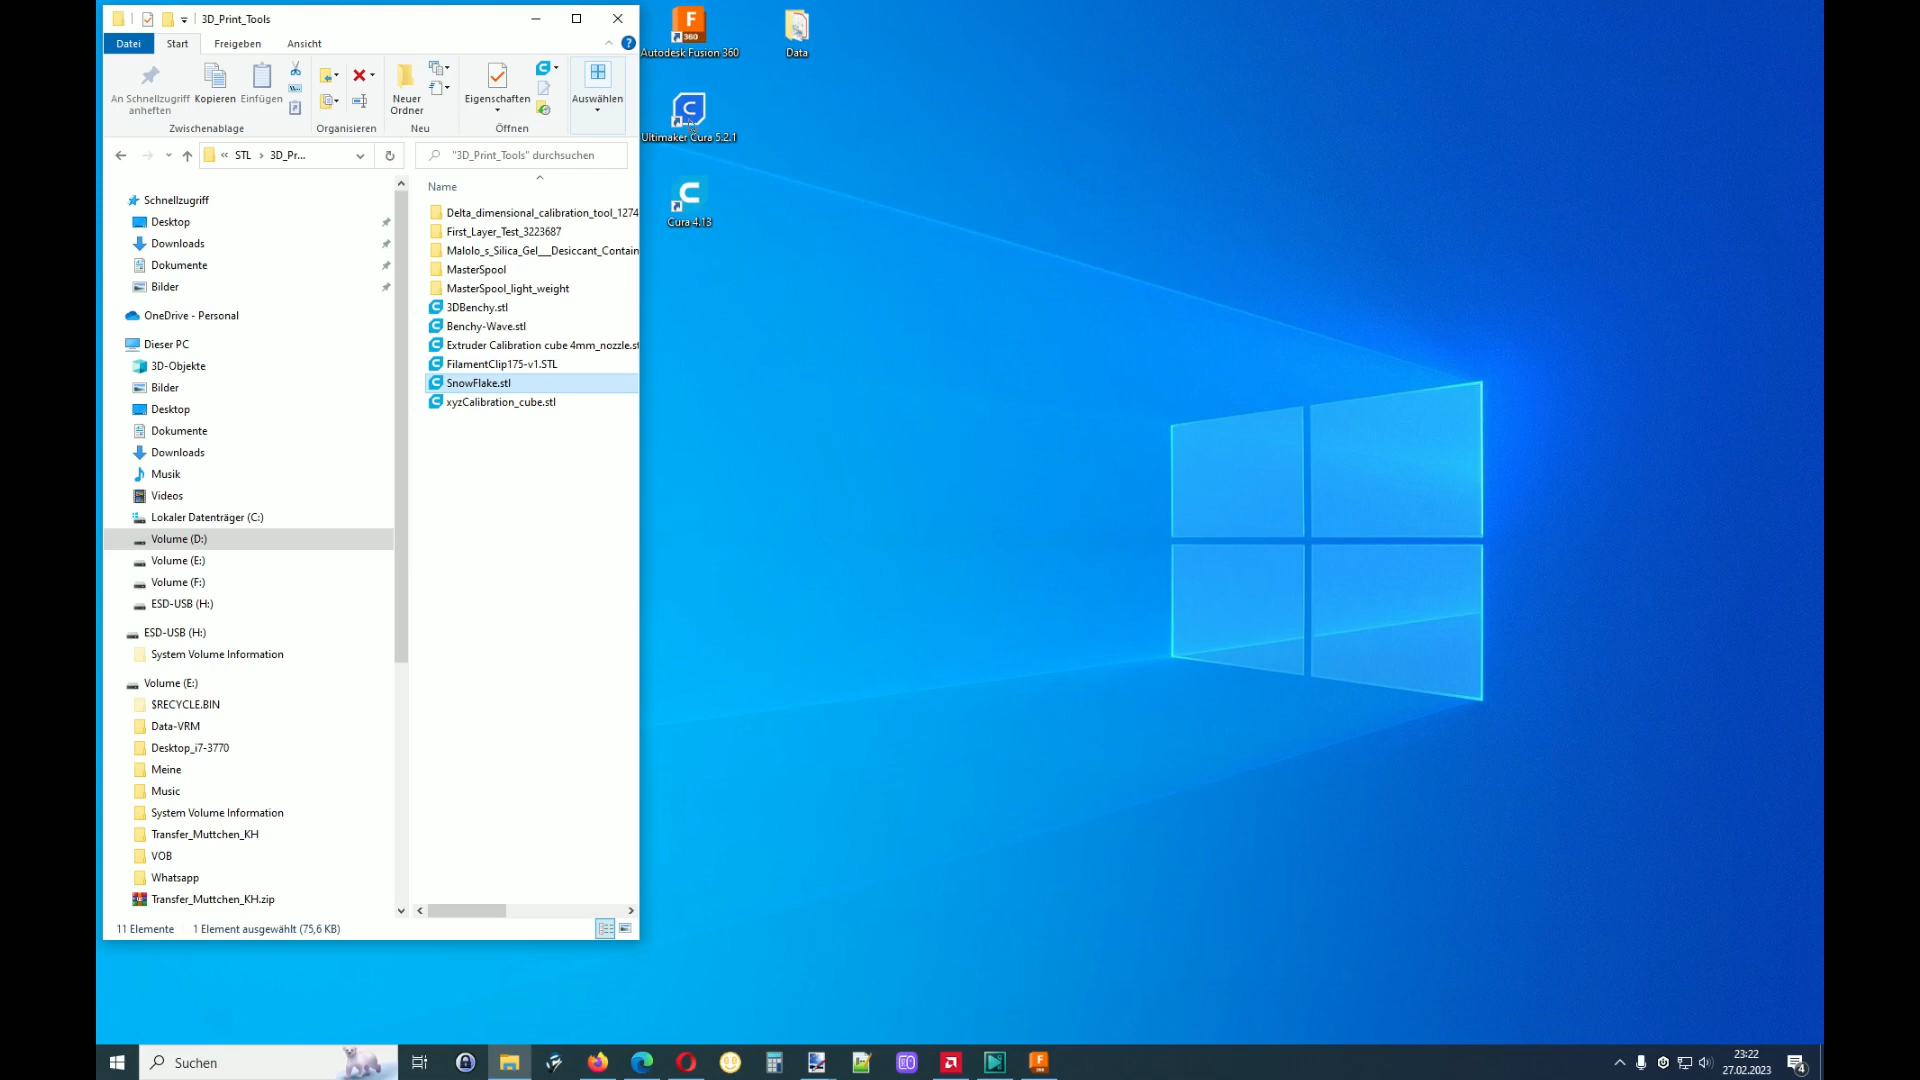 3D_Print_Tools
Datei
Start
Freigeben
Ansicht
An Schnellzugriff
anheften
Kopieren
Einfügen
Neuer
Ordner
Eigenschaften
Auswählen
Zwischenablage
Organisieren
Neu
Öffnen
« STL > 3D_Pr...
"3D_Print_Tools" durchsuchen
Schnellzugriff
Desktop
Downloads
Dokumente
Bilder
OneDrive - Personal
Dieser PC
3D-Objekte
Bilder
Desktop
Dokumente
Downloads
Musik
Videos
Lokaler Datenträger (C:)
Volume (D:)
Volume (E:)
Volume (F:)
ESD-USB (H:)
ESD-USB (H:)
System Volume Information
Volume (E:)
$RECYCLE.BIN
Data-VRM
Desktop_i7-3770
Meine
Music
System Volume Information
Transfer_Muttchen_KH
VOB
Whatsapp
Transfer_Muttchen_KH.zip
Name
Delta_dimensional_calibration_tool_1274
First_Layer_Test_3223687
Malolo_s_Silica_Gel___Desiccant_Contain
MasterSpool
MasterSpool_light_weight
3DBenchy.stl
Benchy-Wave.stl
Extruder Calibration cube 4mm_nozzle.st
FilamentClip175-v1.STL
SnowFlake.stl
xyzCalibration_cube.stl
11 Elemente
1 Element ausgewählt (75,6 KB)
F
360
Autodesk Fusion 360
Data
Ultimaker Cura 5.2.1
Cura 4.13
Suchen
23:22
27.02.2023
4